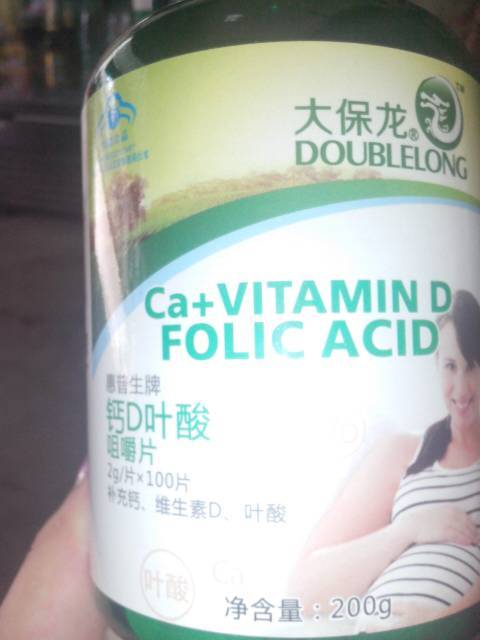 大保龙®
DOUBLELONG
Ca+VITAMIN D
FOLIC ACID
惠普生牌
钙D叶酸
咀嚼片
2g/片×100片
补充钙、维生素D、叶酸
叶酸
Ca
净含量：200g